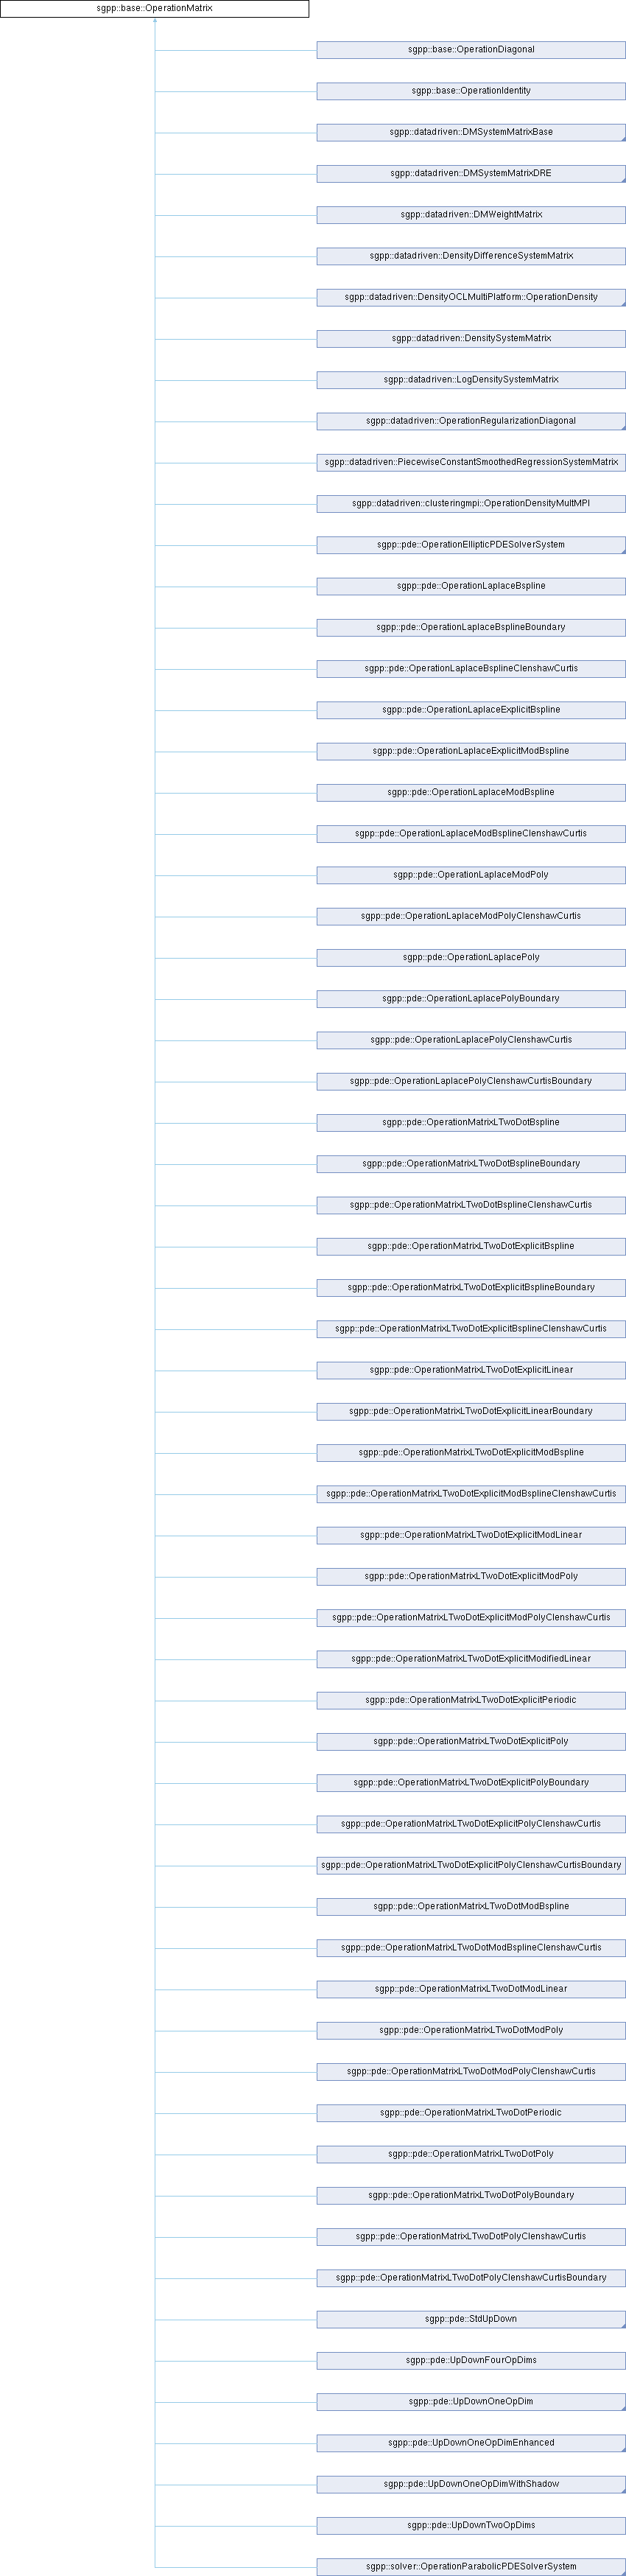 sgpp::base::OperationMatrix
sgpp::base::OperationDiagonal
sgpp::base::OperationIdentity
sgpp::datadriven::DMSystemMatrixBase
sgpp::datadriven::DMSystemMatrixDRE
sgpp::datadriven::DMWeightMatrix
sgpp::datadriven::DensityDifferenceSystemMatrix
sgpp::datadriven::DensityOCLMultiPlatform::OperationDensity
sgpp::datadriven::DensitySystemMatrix
sgpp::datadriven::LogDensitySystemMatrix
sgpp::datadriven::OperationRegularizationDiagonal
sgpp::datadriven::PiecewiseConstantSmoothedRegressionSystemMatrix
sgpp::datadriven::clusteringmpi::OperationDensityMultMPI
sgpp::pde::OperationEllipticPDESolverSystem
sgpp::pde::OperationLaplaceBspline
sgpp::pde::OperationLaplaceBsplineBoundary
sgpp::pde::OperationLaplaceBsplineClenshawCurtis
sgpp::pde::OperationLaplaceExplicitBspline
sgpp::pde::OperationLaplaceExplicitModBspline
sgpp::pde::OperationLaplaceModBspline
sgpp::pde::OperationLaplaceModBsplineClenshawCurtis
sgpp::pde::OperationLaplaceModPoly
sgpp::pde::OperationLaplaceModPolyClenshawCurtis
sgpp::pde::OperationLaplacePoly
sgpp::pde::OperationLaplacePolyBoundary
sgpp::pde::OperationLaplacePolyClenshawCurtis
sgpp::pde::OperationLaplacePolyClenshawCurtisBoundary
sgpp::pde::OperationMatrixLTwoDotBspline
sgpp::pde::OperationMatrixLTwoDotBsplineBoundary
sgpp::pde::OperationMatrixLTwoDotBsplineClenshawCurtis
sgpp::pde::OperationMatrixLTwoDotExplicitBspline
sgpp::pde::OperationMatrixLTwoDotExplicitBsplineBoundary
sgpp::pde::OperationMatrixLTwoDotExplicitBsplineClenshawCurtis
sgpp::pde::OperationMatrixLTwoDotExplicitLinear
sgpp::pde::OperationMatrixLTwoDotExplicitLinearBoundary
sgpp::pde::OperationMatrixLTwoDotExplicitModBspline
sgpp::pde::OperationMatrixLTwoDotExplicitModBsplineClenshawCurtis
sgpp::pde::OperationMatrixLTwoDotExplicitModLinear
sgpp::pde::OperationMatrixLTwoDotExplicitModPoly
sgpp::pde::OperationMatrixLTwoDotExplicitModPolyClenshawCurtis
sgpp::pde::OperationMatrixLTwoDotExplicitModifiedLinear
sgpp::pde::OperationMatrixLTwoDotExplicitPeriodic
sgpp::pde::OperationMatrixLTwoDotExplicitPoly
sgpp::pde::OperationMatrixLTwoDotExplicitPolyBoundary
sgpp::pde::OperationMatrixLTwoDotExplicitPolyClenshawCurtis
sgpp::pde::OperationMatrixLTwoDotExplicitPolyClenshawCurtisBoundary
sgpp::pde::OperationMatrixLTwoDotModBspline
sgpp::pde::OperationMatrixLTwoDotModBsplineClenshawCurtis
sgpp::pde::OperationMatrixLTwoDotModLinear
sgpp::pde::OperationMatrixLTwoDotModPoly
sgpp::pde::OperationMatrixLTwoDotModPolyClenshawCurtis
sgpp::pde::OperationMatrixLTwoDotPeriodic
sgpp::pde::OperationMatrixLTwoDotPoly
sgpp::pde::OperationMatrixLTwoDotPolyBoundary
sgpp::pde::OperationMatrixLTwoDotPolyClenshawCurtis
sgpp::pde::OperationMatrixLTwoDotPolyClenshawCurtisBoundary
sgpp::pde::StdUpDown
sgpp::pde::UpDownFourOpDims
sgpp::pde::UpDownOneOpDim
sgpp::pde::UpDownOneOpDimEnhanced
sgpp::pde::UpDownOneOpDimWithShadow
sgpp::pde::UpDownTwoOpDims
sgpp::solver::OperationParabolicPDESolverSystem